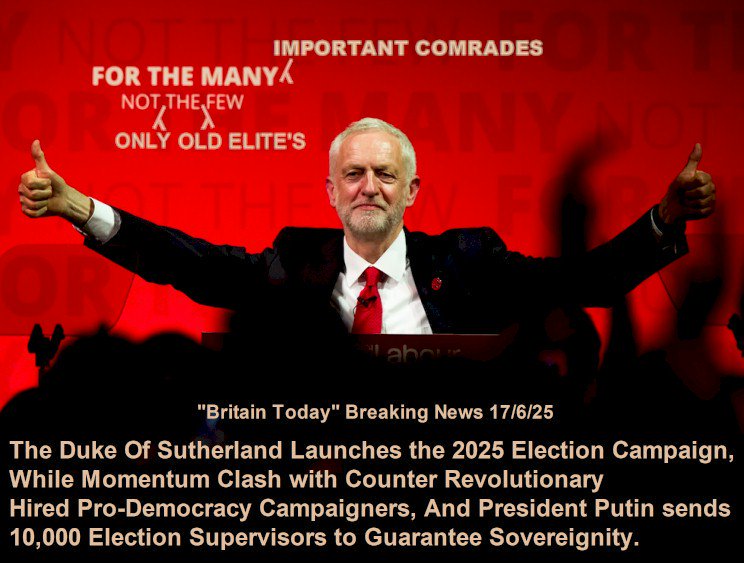 IMPORTANT COMRADES
FOR THE MANY
NOT THE FEW
ONLY OLD ELITE'S
Labour
"Britain Today" Breaking News 17/6/25
The Duke Of Sutherland Launches the 2025 Election Campaign,
While Momentum Clash with Counter Revolutionary
Hired Pro-Democracy Campaigners, And President Putin sends
10,000 Election Supervisors to Guarantee Sovereignity.